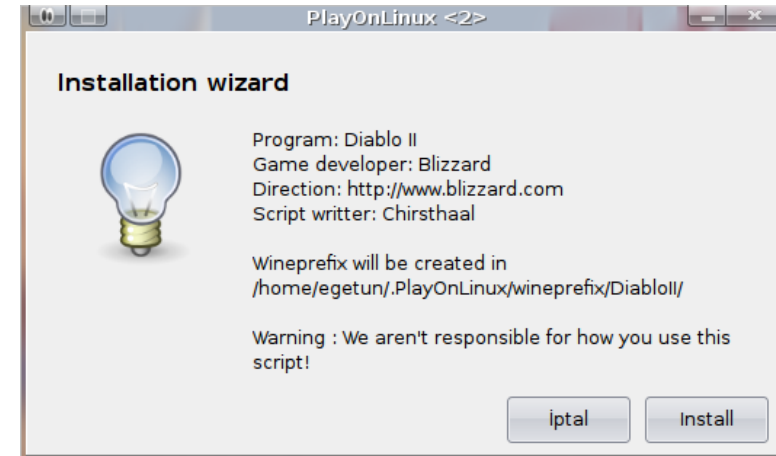 PlayOnLinux <2>
Installation wizard
Program: Diablo II
Game developer: Blizzard
Direction: http://www.blizzard.com
Script writter: Chirsthaal
Wineprefix will be created in
/home/egetun/.PlayOnLinux/wineprefix/DiabloII/
Warning : We aren't responsible for how you use this
script!
İptal
Install